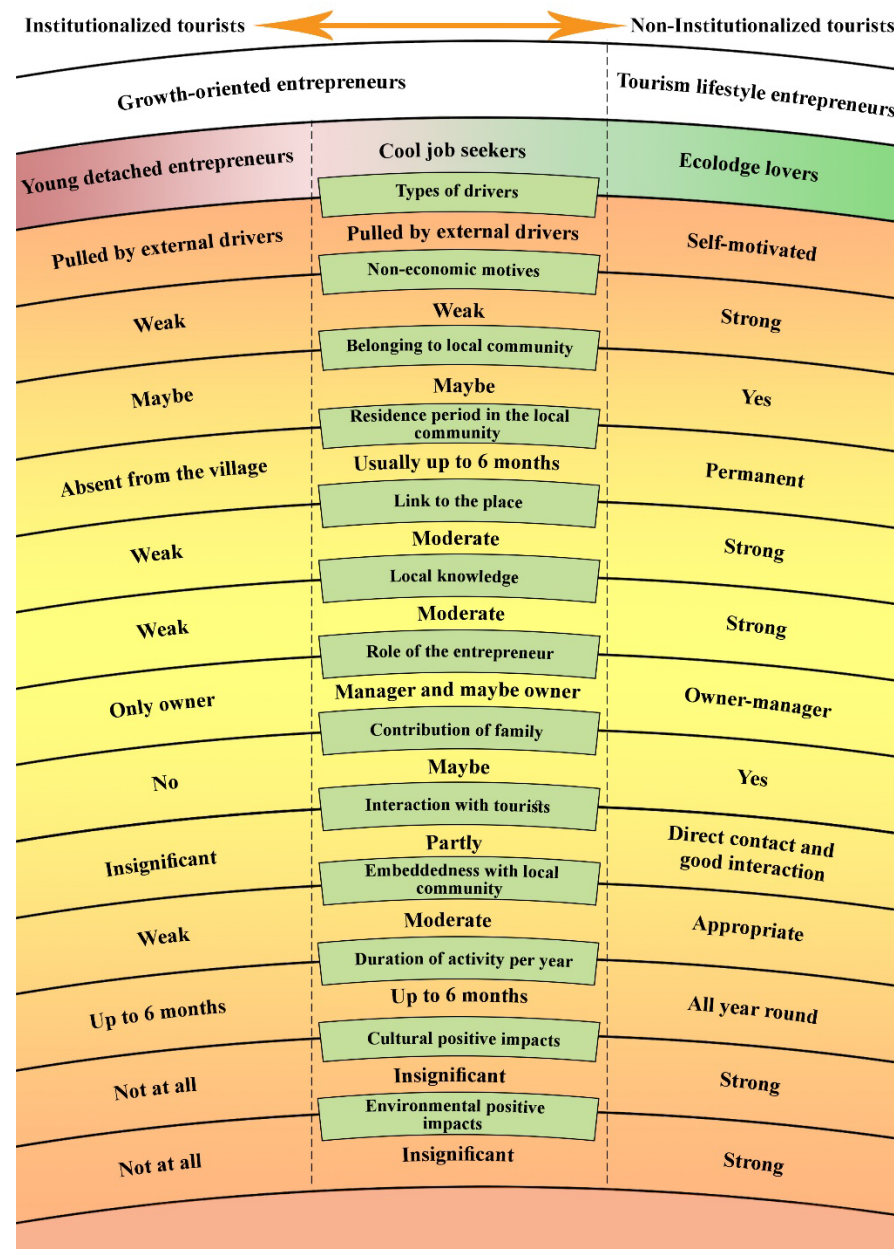 Institutionalized tourists
Non-Institutionalized tourists
Growth-oriented entrepreneurs
Tourism lifestyle entrepreneurs
Young detached entrepreneurs
Cool job seekers
Ecolodge lovers
Types of drivers
Pulled by external drivers
Pulled by external drivers
Self-motivated
Non-economic motives
Weak
Weak
Strong
Belonging to local community
Maybe
Maybe
Yes
Residence period in the local
community
Absent from the village
Usually up to 6 months
Permanent
Link to the place
Weak
Moderate
Strong
Local knowledge
Weak
Moderate
Strong
Role of the entrepreneur
Only owner
Manager and maybe owner
Owner-manager
Contribution of family
No
Maybe
Yes
Interaction with tourists
Insignificant
Partly
Direct contact and
good interaction
Embeddedness with local
community
Weak
Moderate
Appropriate
Duration of activity per year
Up to 6 months
Up to 6 months
All year round
Cultural positive impacts
Not at all
Insignificant
Strong
Environmental positive
impacts
Not at all
Insignificant
Strong